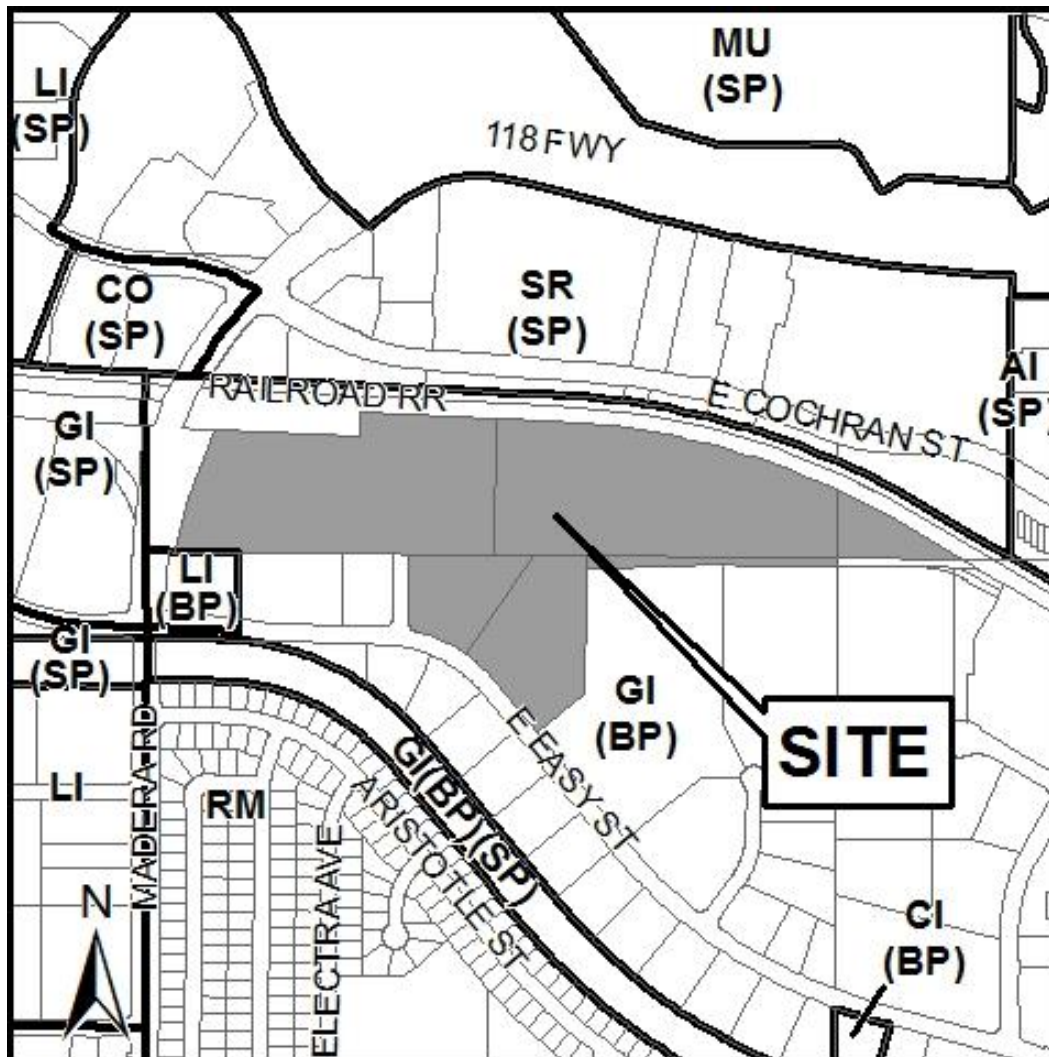 MU
(SP)
LI
(SP)
118 FWY
CO
(SP)
SR
(SP)
AI
(SP)
RAILROAD RR
E COCHRAN ST
GI
(SP)
LI
(BP)
GI
(SP)
GI
(BP)
SITE
E EASY ST
GI(BP)(SP)
ARISTOTLE ST
LI
MADERA RD
RM
ELECTRA AVE
N
CI
(BP)